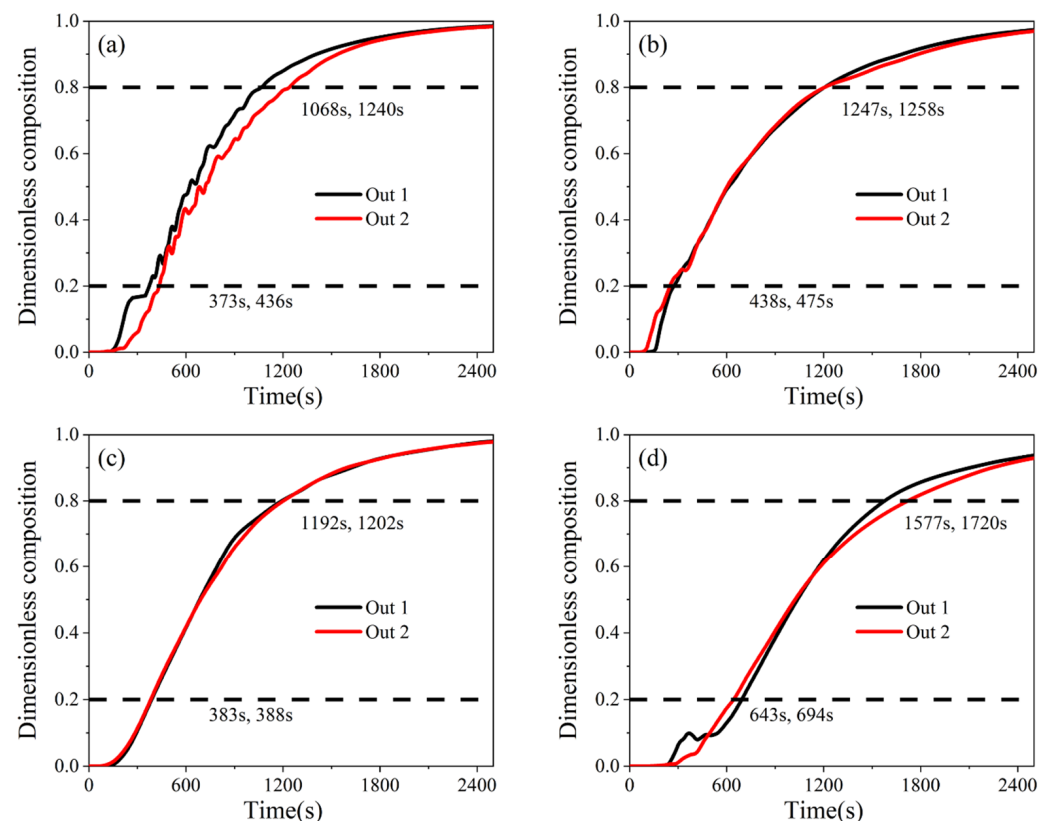 (a)
Dimensionless composition
1.0
0.8
0.6
0.4
0.2
0.0
1068s, 1240s
Out 1
Out 2
373s, 436s
0
600
1200
1800
2400
Time(s)
(b)
Dimensionless composition
1.0
0.8
0.6
0.4
0.2
0.0
1247s, 1258s
Out 1
Out 2
438s, 475s
0
600
1200
1800
2400
Time(s)
(c)
Dimensionless composition
1.0
0.8
0.6
0.4
0.2
0.0
1192s, 1202s
Out 1
Out 2
383s, 388s
0
600
1200
1800
2400
Time(s)
(d)
Dimensionless composition
1.0
0.8
0.6
0.4
0.2
0.0
1577s, 1720s
Out 1
Out 2
643s, 694s
0
600
1200
1800
2400
Time(s)